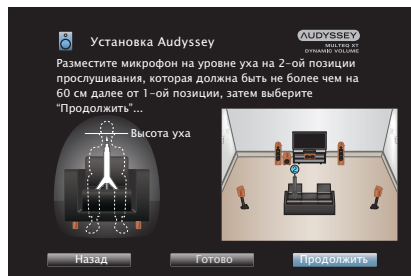 Установка Audyssey
AUDYSSEY
MULTEQ XT
DYNAMIC VOLUME
Разместите микрофон на уровне уха на 2-ой позиции
прослушивания, которая должна быть не более чем на
60 см далее от 1-ой позиции, затем выберите
“Продолжить”...
Высота уха
2
Назад
Готово
Продолжить